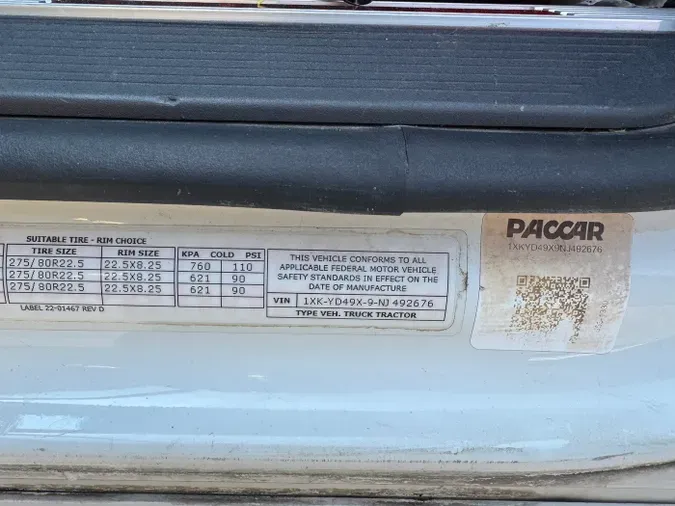 SUITABLE TIRE - RIM CHOICE
TIRE SIZE RIM SIZE KPA COLD PSI
275/80R22.5 22.5X8.25 760 110
275/80R22.5 22.5X8.25 621 90
275/80R22.5 22.5X8.25 621 90
LABEL 22-01467 REV D
THIS VEHICLE CONFORMS TO ALL
APPLICABLE FEDERAL MOTOR VEHICLE
SAFETY STANDARDS IN EFFECT ON THE
DATE OF MANUFACTURE
VIN 1XK-YD49X-9-NJ 492676
TYPE VEH. TRUCK TRACTOR
PACCAR
1XKYD49X9NJ492676